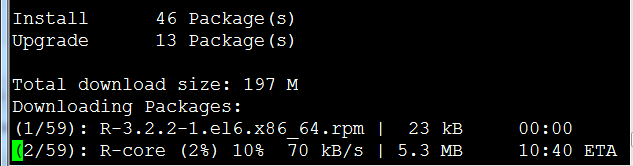 Install      46 Package(s)
Upgrade      13 Package(s)
Total download size: 197 M
Downloading Packages:
(1/59): R-3.2.2-1.el6.x86_64.rpm |  23 kB     00:00
(2/59): R-core (2%) 10%  70 kB/s | 5.3 MB     10:40 ETA